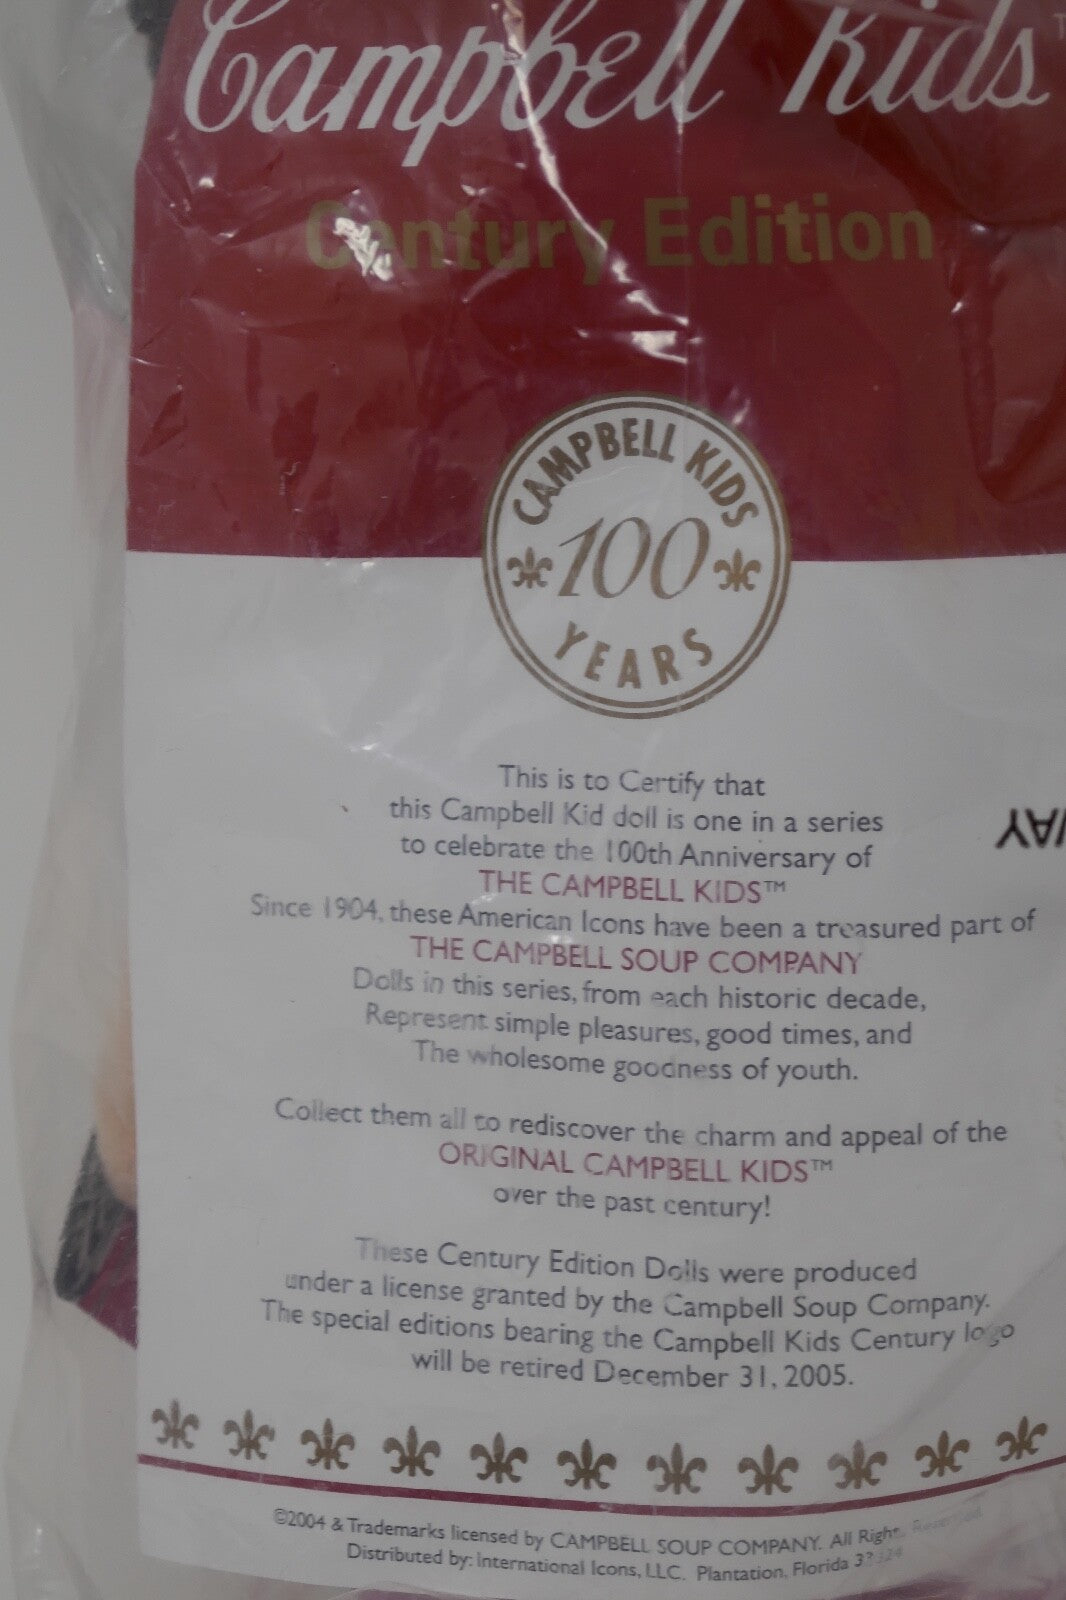 Campbell Kids™
Century Edition
CAMPBELL KIDS
100
YEARS
This is to Certify that
this Campbell Kid doll is one in a series
to celebrate the 100th Anniversary of
THE CAMPBELL KIDS™
Since 1904, these American Icons have been a treasured part of
THE CAMPBELL SOUP COMPANY
Dolls in this series, from each historic decade,
Represent simple pleasures, good times, and
The wholesome goodness of youth.
Collect them all to rediscover the charm and appeal of the
ORIGINAL CAMPBELL KIDS™
over the past century!
These Century Edition Dolls were produced
under a license granted by the Campbell Soup Company.
The special editions bearing the Campbell Kids Century logo
will be retired December 31, 2005.
©2004 & Trademarks licensed by CAMPBELL SOUP COMPANY. All Rights Reserved.
Distributed by: International Icons, LLC. Plantation, Florida